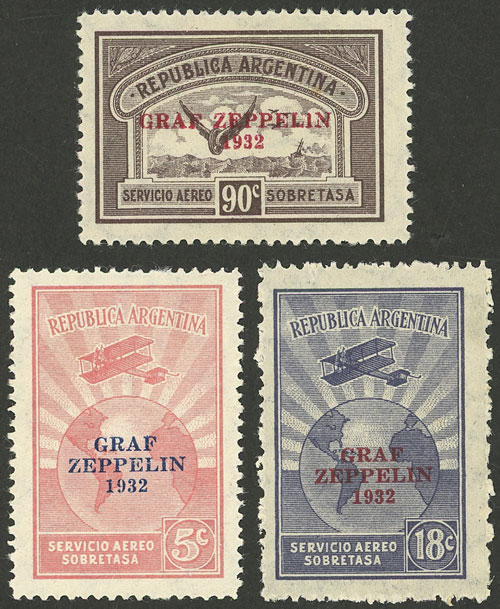 REPUBLICA ARGENTINA
GRAF ZEPPELIN
1932
SERVICIO AEREO 90c SOBRETASA
REPUBLICA ARGENTINA
GRAF
ZEPPELIN
1932
SERVICIO AEREO
SOBRETASA
5c
REPUBLICA ARGENTINA
GRAF
ZEPPELIN
1932
SERVICIO AEREO
SOBRETASA
18c